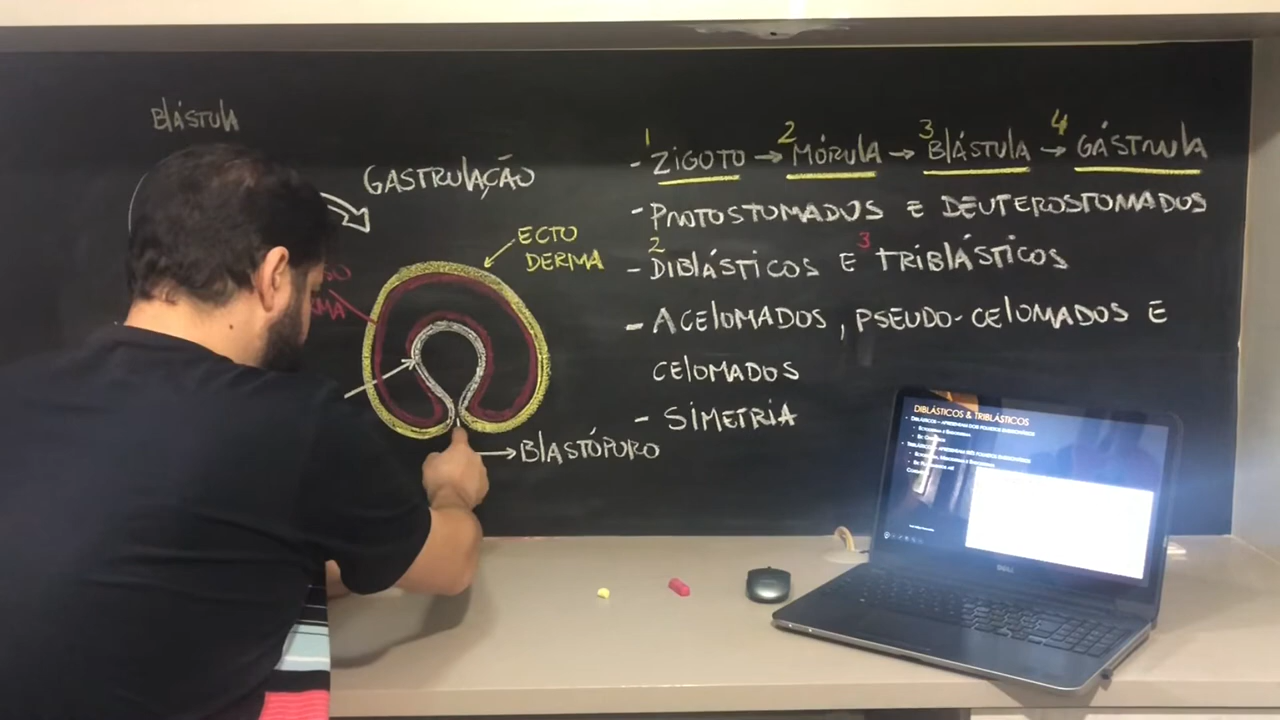 BLÁSTULA
GASTRULAÇÃO
ECTO
DERMA
BLASTÓPORO
1 2 3 4
- ZIGOTO → MÓRULA → BLÁSTULA → GÁSTRULA
- PROTOSTOMADOS E DEUTEROSTOMADOS
2 3
- DIBLÁSTICOS E TRIBLÁSTICOS
- ACELOMADOS, PSEUDO-CELOMADOS E
CELOMADOS
- SIMETRIA
DIBLÁSTICOS & TRIBLÁSTICOS
DELL